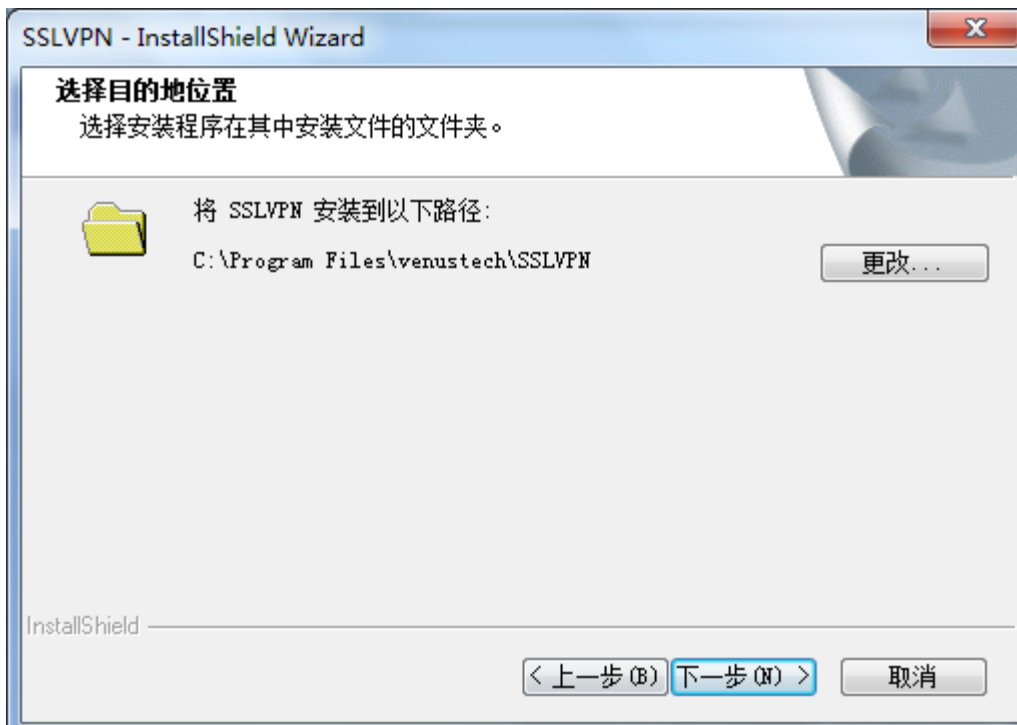 SSLVPN - InstallShield Wizard
选择目的地位置
选择安装程序在其中安装文件的文件夹。
将 SSLVPN 安装到以下路径:
C:\Program Files\venustech\SSLVPN
更改...
InstallShield
< 上一步(B)
下一步(N) >
取消